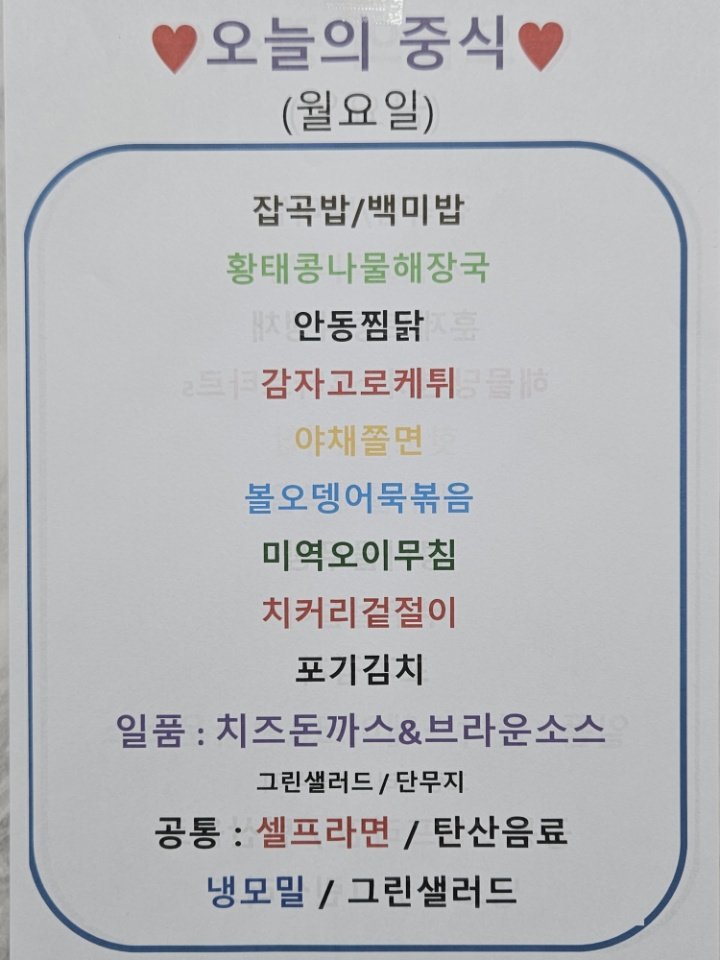 ♥오늘의 중식♥
(월요일)
잡곡밥/백미밥
황태콩나물해장국
안동찜닭
감자고로케튀
야채쫄면
볼오뎅어묵볶음
미역오이무침
치커리겉절이
포기김치
일품 : 치즈돈까스&브라운소스
그린샐러드 / 단무지
공통 : 셀프라면 / 탄산음료
냉모밀 / 그린샐러드